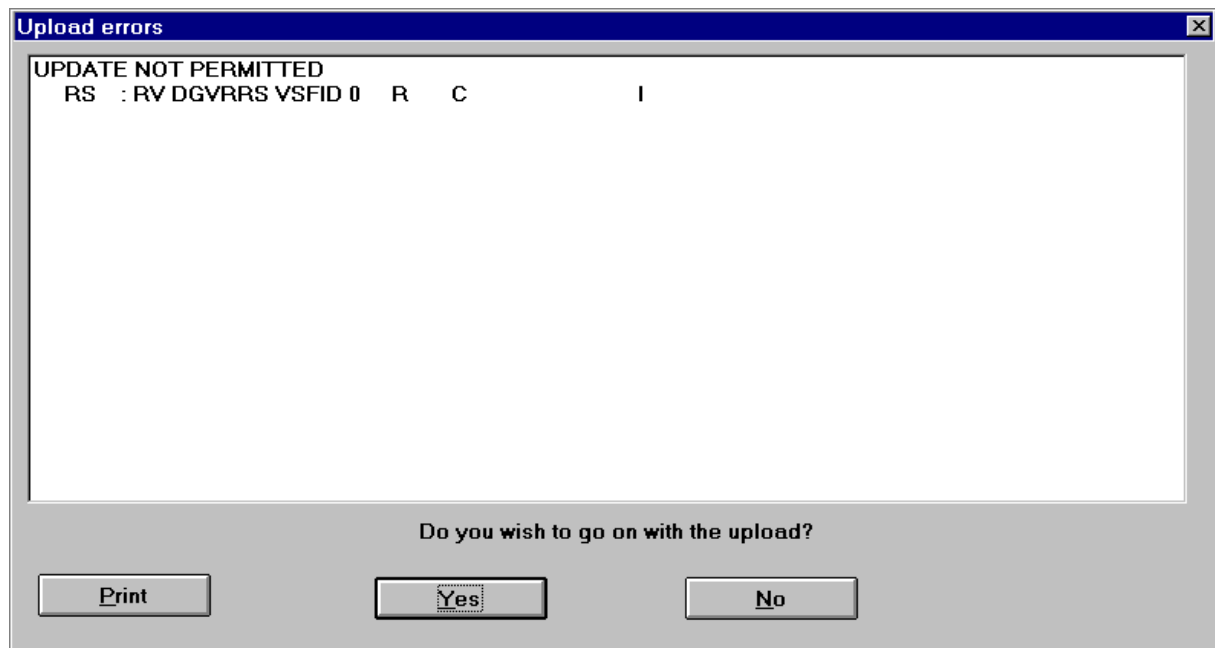 Upload errors
UPDATE NOT PERMITTED
RS : RV DGVRRS VSFID 0 R C I
Do you wish to go on with the upload?
Print Yes No